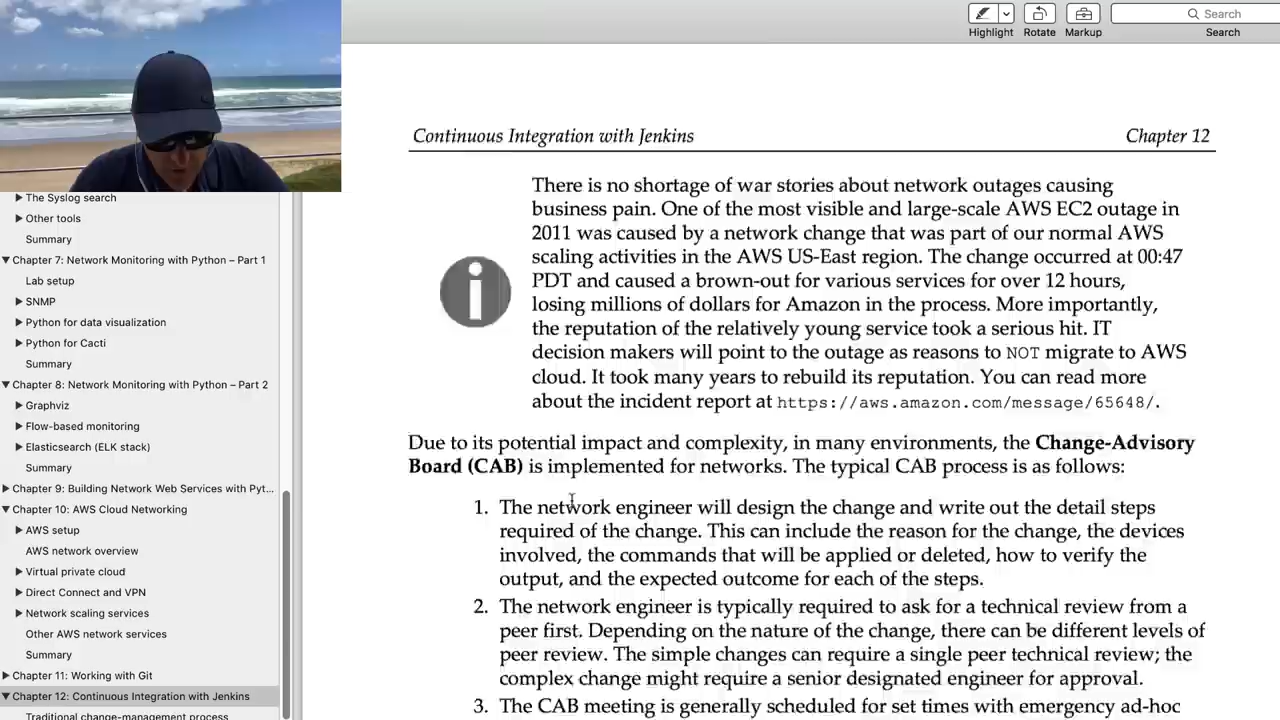 Highlight
Rotate
Markup
Search
Search
Continuous Integration with Jenkins
Chapter 12
There is no shortage of war stories about network outages causing
business pain. One of the most visible and large-scale AWS EC2 outage in
2011 was caused by a network change that was part of our normal AWS
scaling activities in the AWS US-East region. The change occurred at 00:47
PDT and caused a brown-out for various services for over 12 hours,
losing millions of dollars for Amazon in the process. More importantly,
the reputation of the relatively young service took a serious hit. IT
decision makers will point to the outage as reasons to NOT migrate to AWS
cloud. It took many years to rebuild its reputation. You can read more
about the incident report at https://aws.amazon.com/message/65648/.
Due to its potential impact and complexity, in many environments, the Change-Advisory
Board (CAB) is implemented for networks. The typical CAB process is as follows:
1. The network engineer will design the change and write out the detail steps
required of the change. This can include the reason for the change, the devices
involved, the commands that will be applied or deleted, how to verify the
output, and the expected outcome for each of the steps.
2. The network engineer is typically required to ask for a technical review from a
peer first. Depending on the nature of the change, there can be different levels of
peer review. The simple changes can require a single peer technical review; the
complex change might require a senior designated engineer for approval.
3. The CAB meeting is generally scheduled for set times with emergency ad-hoc
The Syslog search
Other tools
Summary
Chapter 7: Network Monitoring with Python – Part 1
Lab setup
SNMP
Python for data visualization
Python for Cacti
Summary
Chapter 8: Network Monitoring with Python – Part 2
Graphviz
Flow-based monitoring
Elasticsearch (ELK stack)
Summary
Chapter 9: Building Network Web Services with Pyt...
Chapter 10: AWS Cloud Networking
AWS setup
AWS network overview
Virtual private cloud
Direct Connect and VPN
Network scaling services
Other AWS network services
Summary
Chapter 11: Working with Git
Chapter 12: Continuous Integration with Jenkins
Traditional change-management process